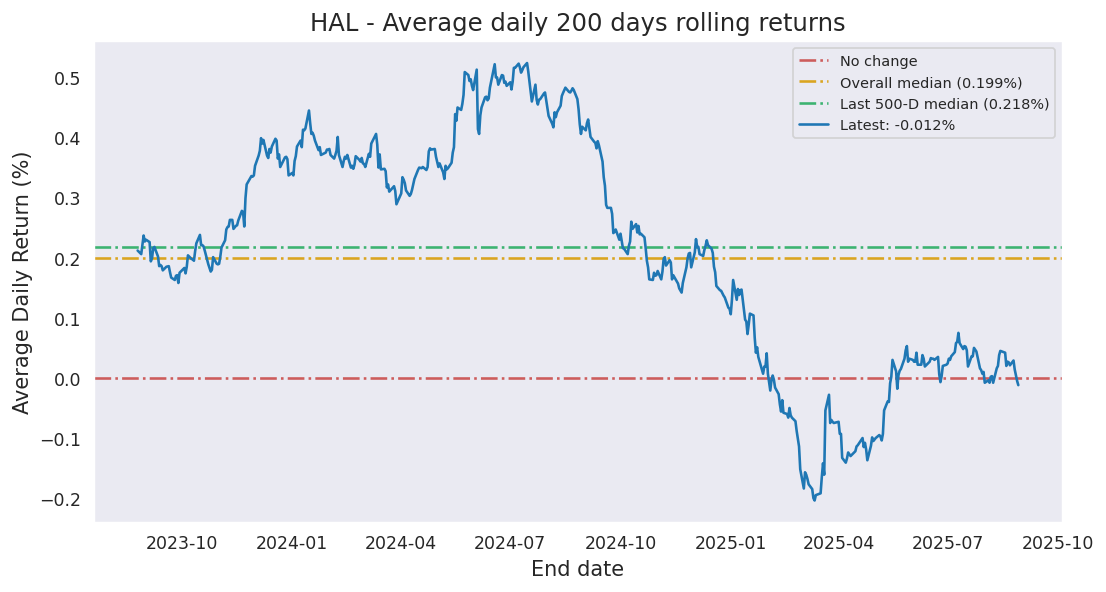 HAL - Average daily 200 days rolling returns
No change
Overall median (0.199%)
Last 500-D median (0.218%)
Latest: -0.012%
Average Daily Return (%)
0.5
0.4
0.3
0.2
0.1
0.0
−0.1
−0.2
2023-10 2024-01 2024-04 2024-07 2024-10 2025-01 2025-04 2025-07 2025-10
End date